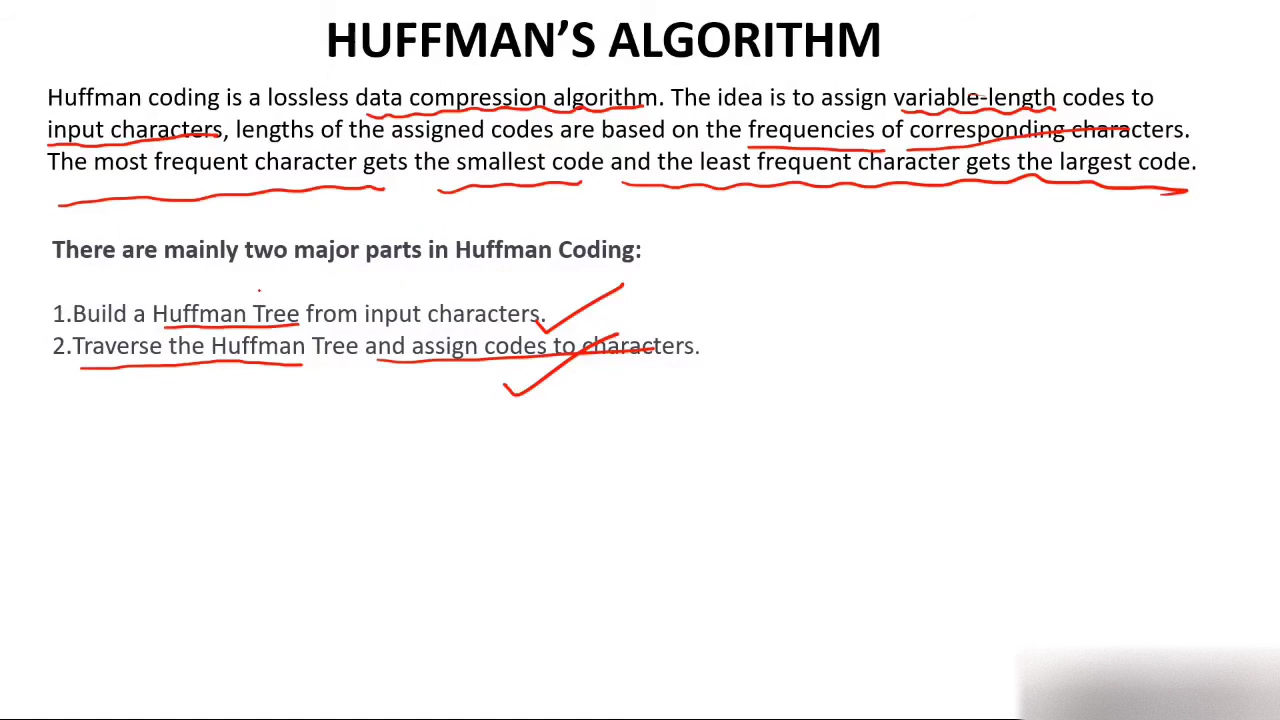 HUFFMAN’S ALGORITHM
Huffman coding is a lossless data compression algorithm. The idea is to assign variable-length codes to
input characters, lengths of the assigned codes are based on the frequencies of corresponding characters.
The most frequent character gets the smallest code and the least frequent character gets the largest code.
There are mainly two major parts in Huffman Coding:
1.Build a Huffman Tree from input characters.
2.Traverse the Huffman Tree and assign codes to characters.